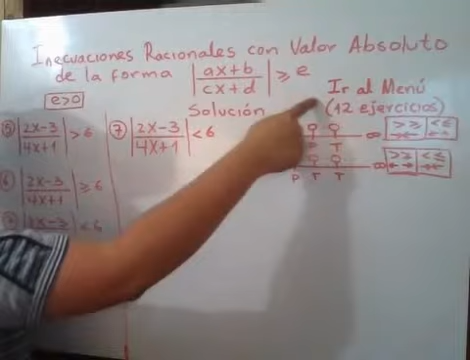 Inecuaciones Racionales con Valor Absoluto
de la forma |ax+b / cx+d| ≥ e
e>0
Ir al Menú
(12 ejercicios)
Solución
⑤ |2x-3 / 4x+1| > 6
⑦ |2x-3 / 4x+1| < 6
⑥ |2x-3 / 4x+1| ≥ 6
|2x-3
∞ >≥ <≤
∞ >≥ <≤
P T T